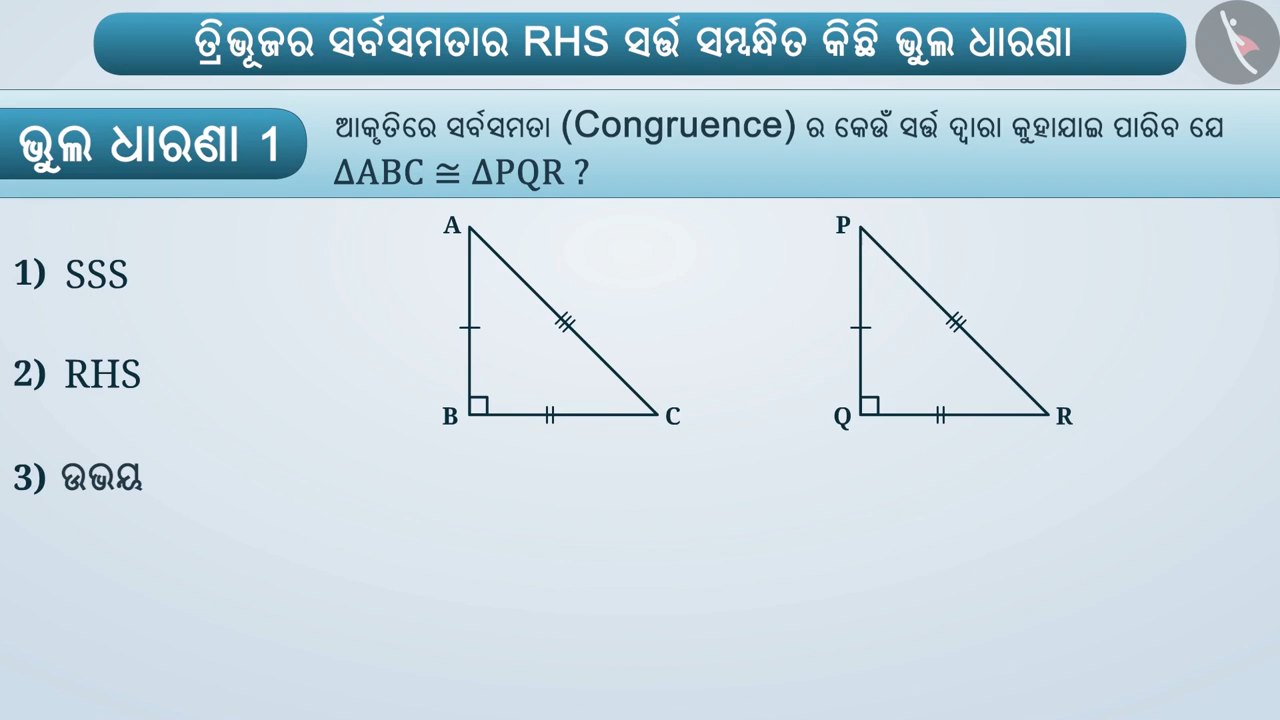 ତ୍ରିଭୂଜର ସର୍ବସମତାର RHS ସର୍ତ୍ତ ସମ୍ବନ୍ଧିତ କିଛି ଭୁଲ ଧାରଣା
ଭୁଲ ଧାରଣା 1
ଆକୃତିରେ ସର୍ବସମତା (Congruence) ର କେଉଁ ସର୍ତ୍ତ ଦ୍ୱାରା କୁହାଯାଇ ପାରିବ ଯେ
ΔABC ≅ ΔPQR ?
A
P
1) SSS
2) RHS
B
C
Q
R
3) ଉଭୟ